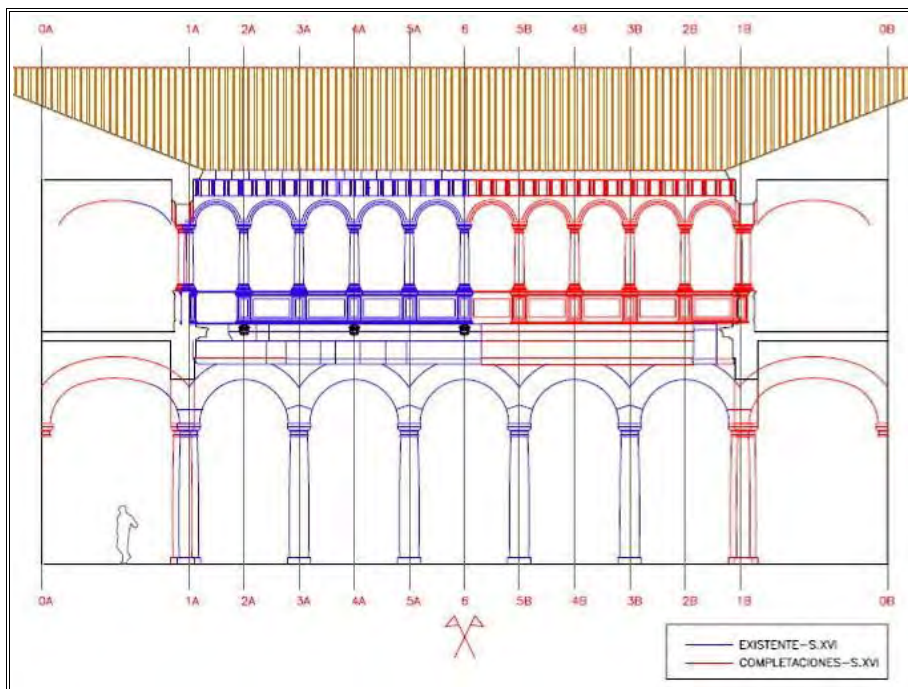 0A 1A 2A 3A 4A 5A 6 5B 4B 3B 2B 1B 0B
0A 1A 2A 3A 4A 5A 6 5B 4B 3B 2B 1B 0B
EXISTENTE-S.XVI
COMPLETACIONES-S.XVI